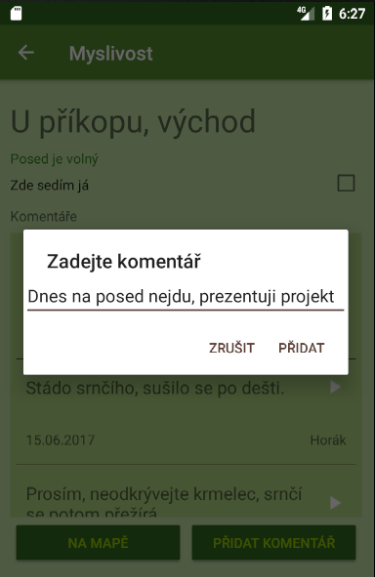 4G 6:27
Myslivost
U příkopu, východ
Posed je volný
Zde sedím já
Komentáře
Zadejte komentář
Dnes na posed nejdu, prezentuji projekt
ZRUŠIT PŘIDAT
Stádo srnčího, sušilo se po dešti.
15.06.2017 Horák
Prosím, neodkrývejte krmelec, srnčí
se potom přežírá
NA MAPĚ PŘIDAT KOMENTÁŘ